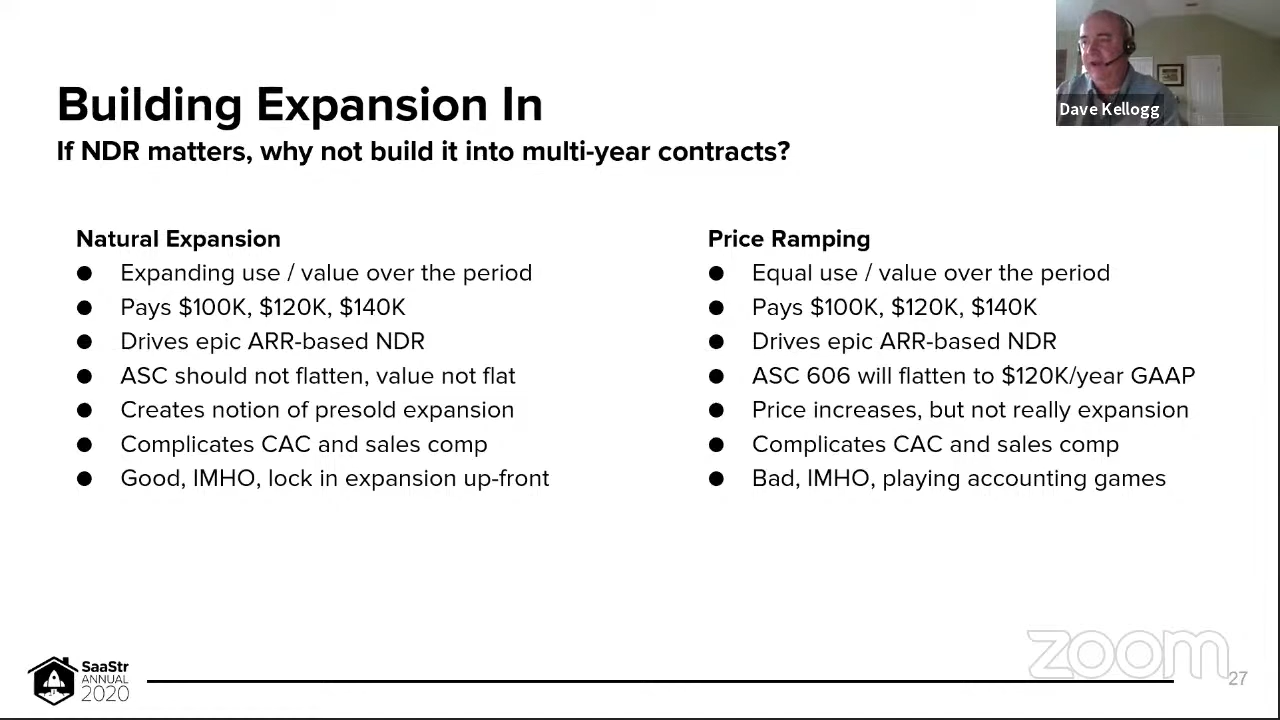 Dave Kellogg
Building Expansion In
If NDR matters, why not build it into multi-year contracts?
Natural Expansion
● Expanding use / value over the period
● Pays $100K, $120K, $140K
● Drives epic ARR-based NDR
● ASC should not flatten, value not flat
● Creates notion of presold expansion
● Complicates CAC and sales comp
● Good, IMHO, lock in expansion up-front
Price Ramping
● Equal use / value over the period
● Pays $100K, $120K, $140K
● Drives epic ARR-based NDR
● ASC 606 will flatten to $120K/year GAAP
● Price increases, but not really expansion
● Complicates CAC and sales comp
● Bad, IMHO, playing accounting games
SaaStr
ANNUAL
2020
zoom
27